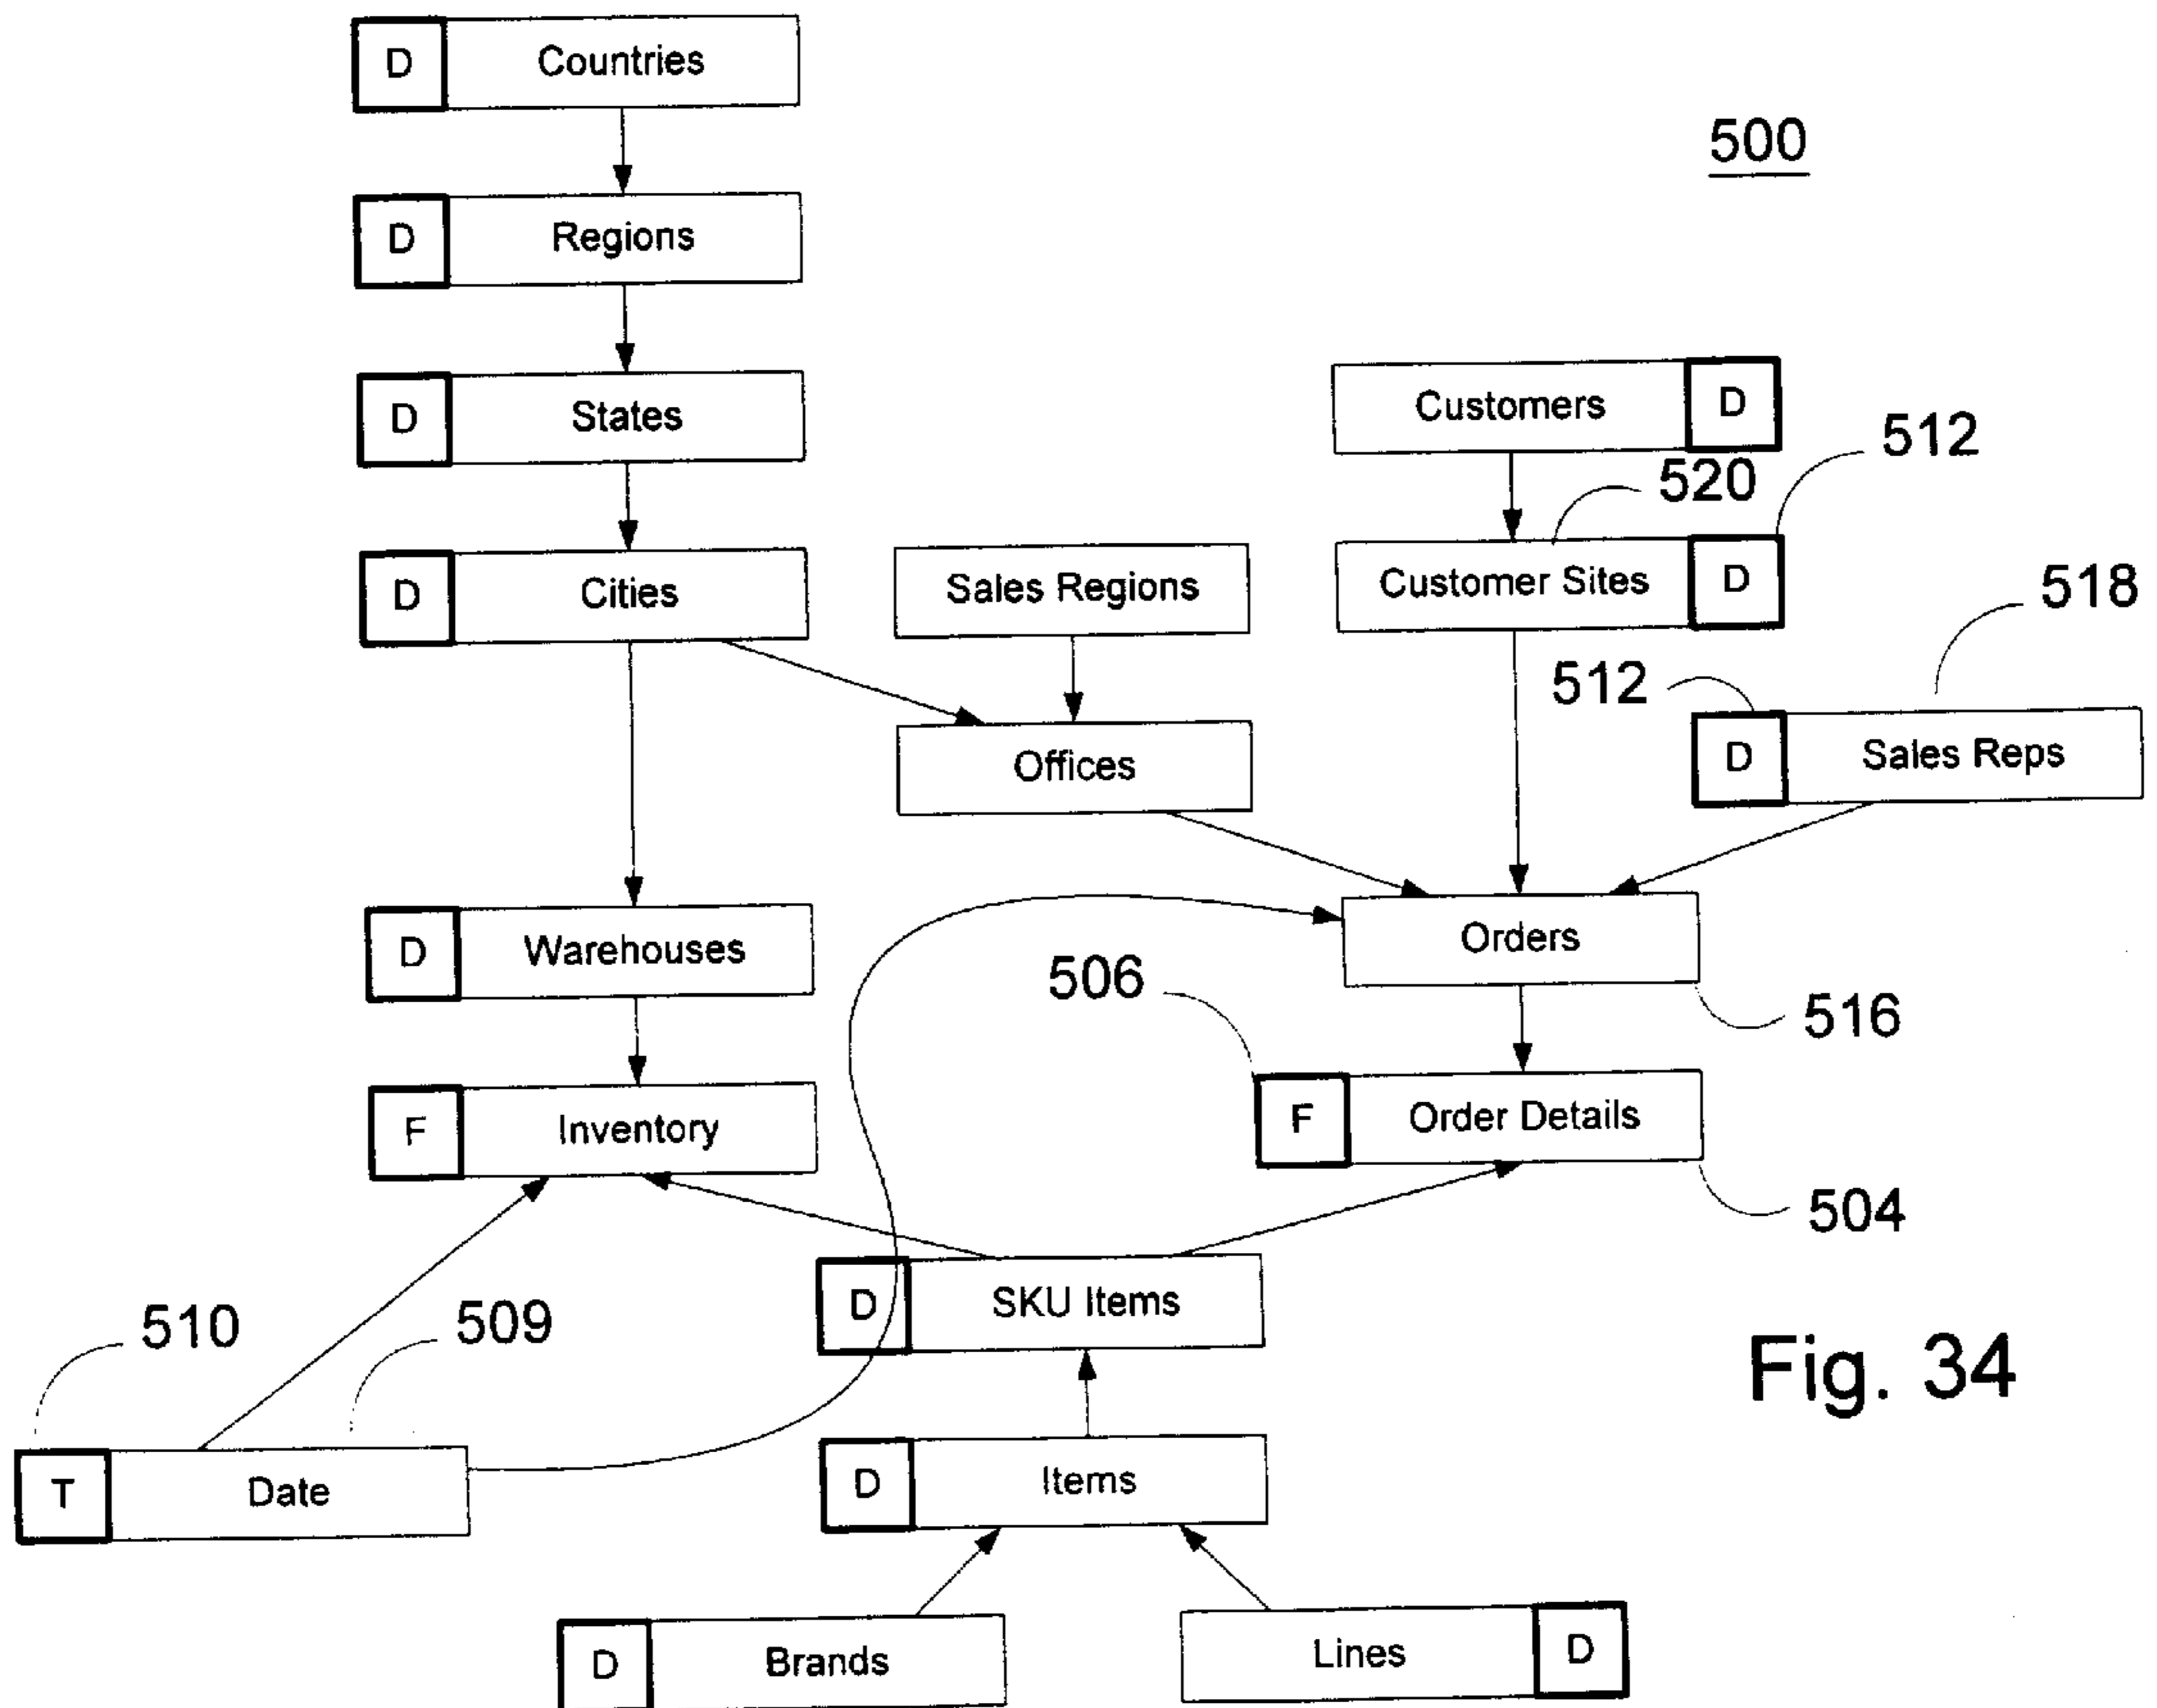 D Countries
500
D Regions
D States
Customers D
512
520
D Cities
Sales Regions
Customer Sites D
518
512
Offices
D Sales Reps
D Warehouses
Orders
506
516
F Inventory
F Order Details
504
D SKU Items
510
509
Fig. 34
T Date
D Items
D Brands
Lines D